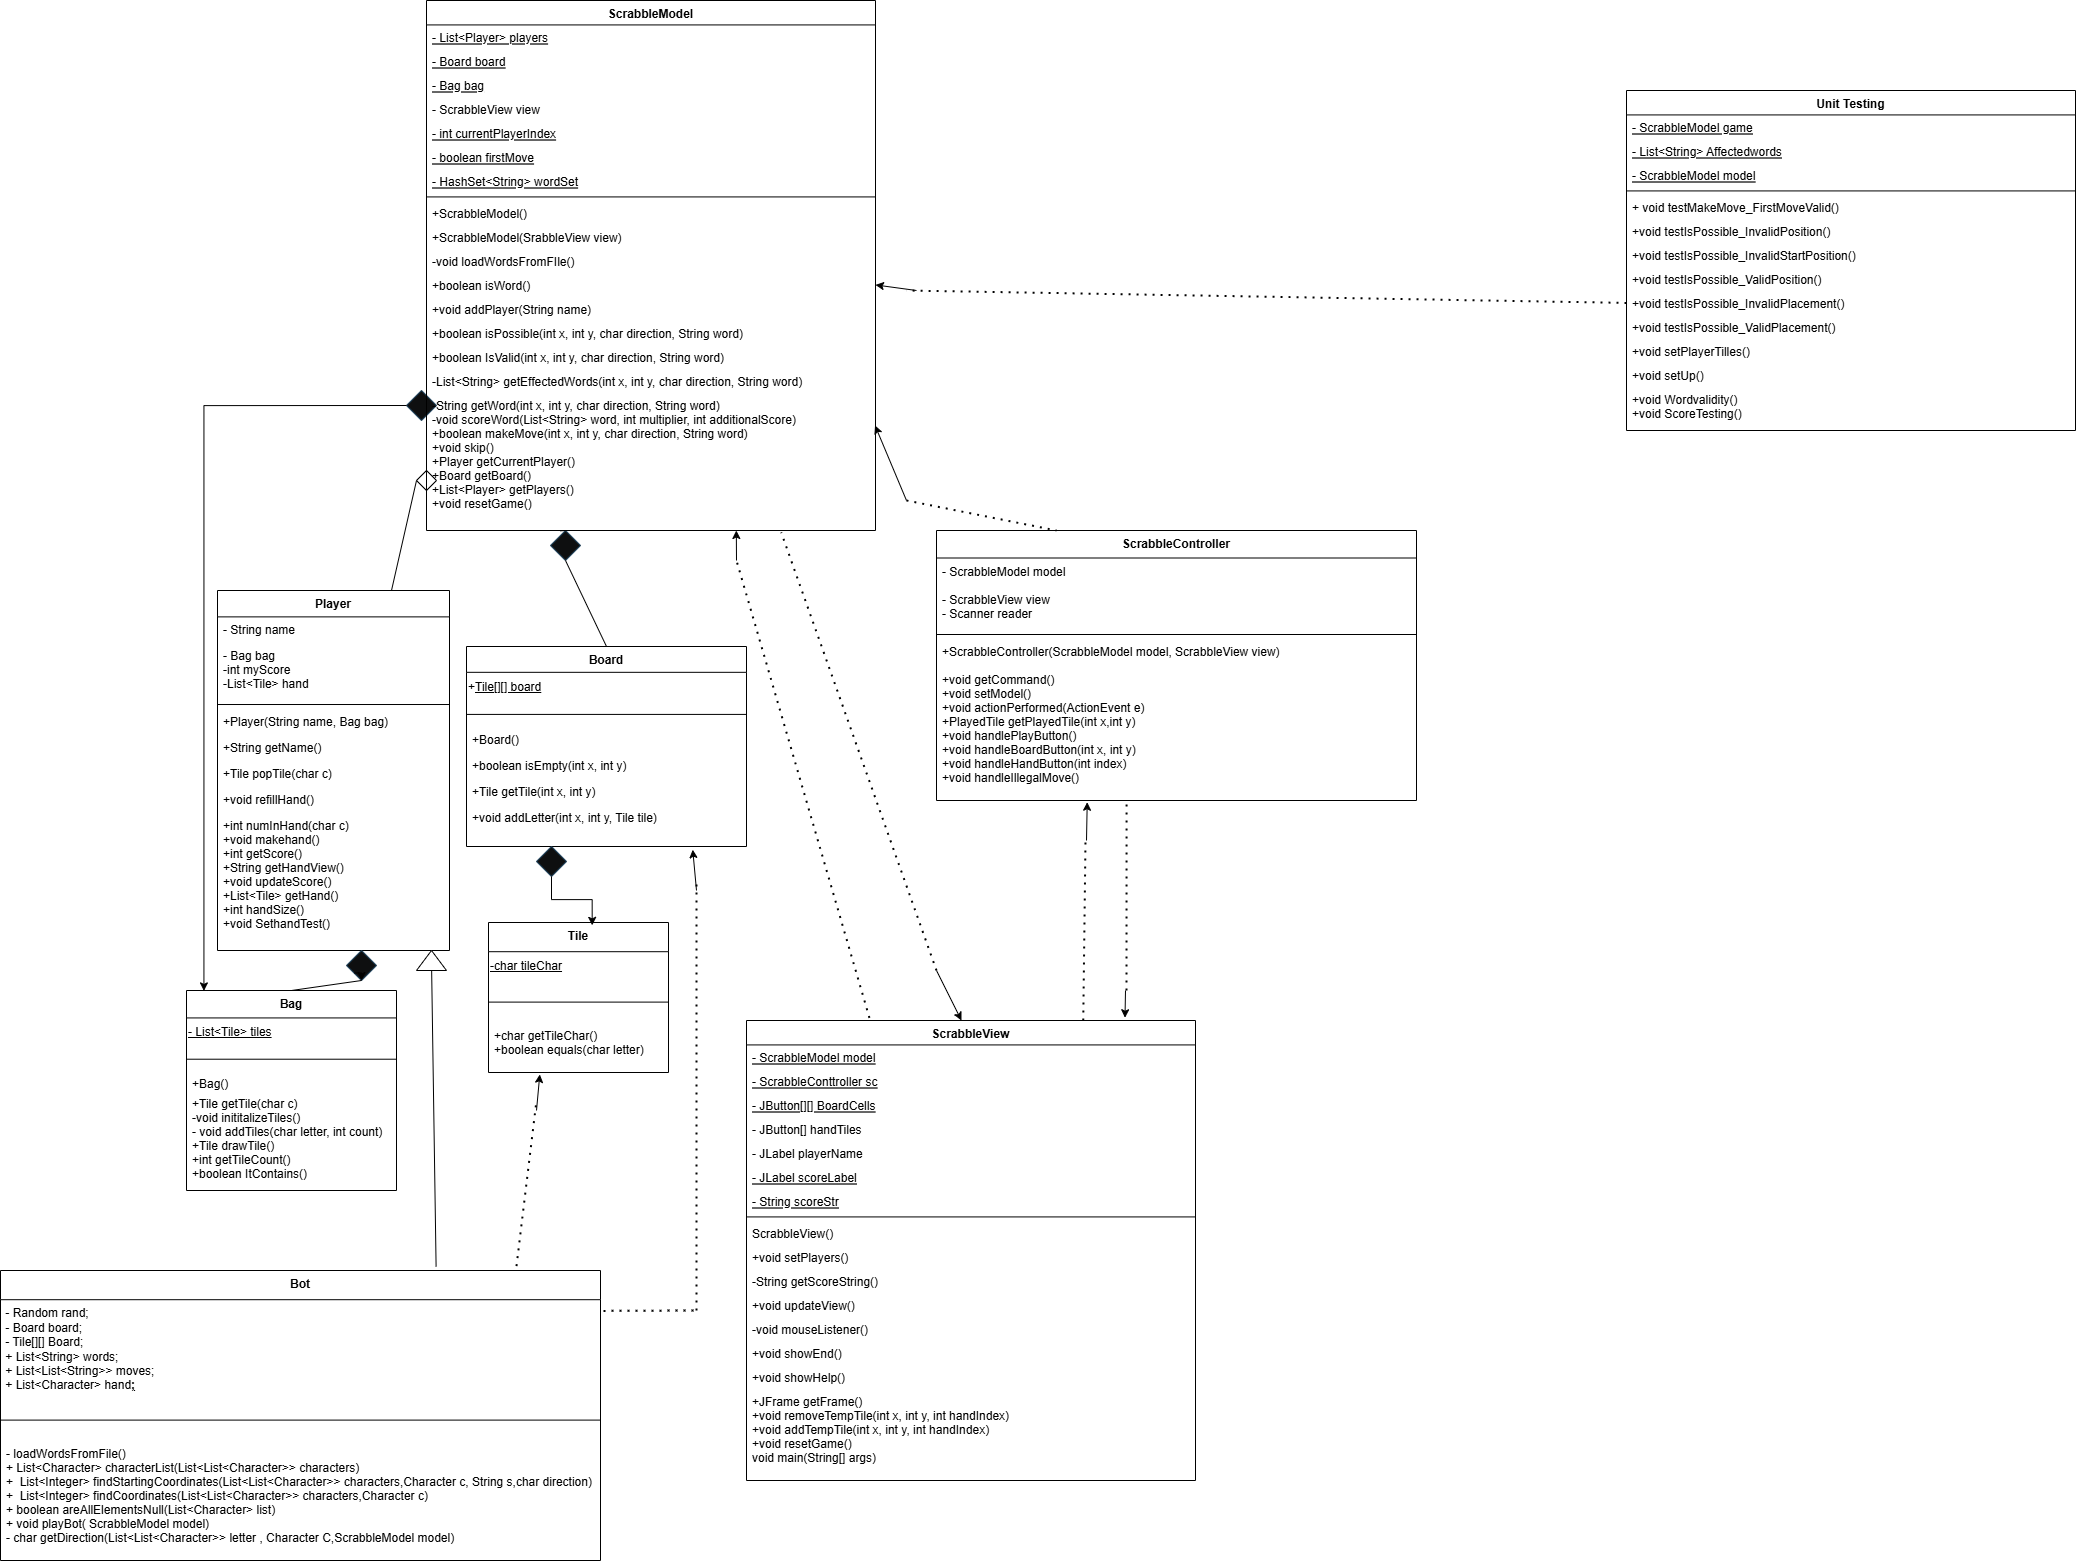 ScrabbleModel
- List<Player> players
- Board board
- Bag bag
- ScrabbleView view
- int currentPlayerIndex
- boolean firstMove
- HashSet<String> wordSet
+ScrabbleModel()
+ScrabbleModel(SrabbleView view)
-void loadWordsFromFIle()
+boolean isWord()
+void addPlayer(String name)
+boolean isPossible(int x, int y, char direction, String word)
+boolean IsValid(int x, int y, char direction, String word)
-List<String> getEffectedWords(int x, int y, char direction, String word)
-String getWord(int x, int y, char direction, String word)
-void scoreWord(List<String> word, int multiplier, int additionalScore)
+boolean makeMove(int x, int y, char direction, String word)
+void skip()
+Player getCurrentPlayer()
+Board getBoard()
+List<Player> getPlayers()
+void resetGame()
Unit Testing
- ScrabbleModel game
- List<String> Affectedwords
- ScrabbleModel model
+ void testMakeMove_FirstMoveValid()
+void testIsPossible_InvalidPosition()
+void testIsPossible_InvalidStartPosition()
+void testIsPossible_ValidPosition()
+void testIsPossible_InvalidPlacement()
+void testIsPossible_ValidPlacement()
+void setPlayerTilles()
+void setUp()
+void Wordvalidity()
+void ScoreTesting()
ScrabbleController
- ScrabbleModel model
- ScrabbleView view
- Scanner reader
+ScrabbleController(ScrabbleModel model, ScrabbleView view)
+void getCommand()
+void setModel()
+void actionPerformed(ActionEvent e)
+PlayedTile getPlayedTile(int x,int y)
+void handlePlayButton()
+void handleBoardButton(int x, int y)
+void handleHandButton(int index)
+void handleIllegalMove()
Player
- String name
- Bag bag
-int myScore
-List<Tile> hand
+Player(String name, Bag bag)
+String getName()
+Tile popTile(char c)
+void refillHand()
+int numInHand(char c)
+void makehand()
+int getScore()
+String getHandView()
+void updateScore()
+List<Tile> getHand()
+int handSize()
+void SethandTest()
Board
+Tile[][] board
+Board()
+boolean isEmpty(int x, int y)
+Tile getTile(int x, int y)
+void addLetter(int x, int y, Tile tile)
Tile
-char tileChar
+char getTileChar()
+boolean equals(char letter)
Bag
- List<Tile> tiles
+Bag()
+Tile getTile(char c)
-void inititalizeTiles()
- void addTiles(char letter, int count)
+Tile drawTile()
+int getTileCount()
+boolean ItContains()
ScrabbleView
- ScrabbleModel model
- ScrabbleConttroller sc
- JButton[][] BoardCells
- JButton[] handTiles
- JLabel playerName
- JLabel scoreLabel
- String scoreStr
ScrabbleView()
+void setPlayers()
-String getScoreString()
+void updateView()
-void mouseListener()
+void showEnd()
+void showHelp()
+JFrame getFrame()
+void removeTempTile(int x, int y, int handIndex)
+void addTempTile(int x, int y, int handIndex)
+void resetGame()
void main(String[] args)
Bot
- Random rand;
- Board board;
- Tile[][] Board;
+ List<String> words;
+ List<List<String>> moves;
+ List<Character> hand;
- loadWordsFromFile()
+ List<Character> characterList(List<List<Character>> characters)
+  List<Integer> findStartingCoordinates(List<List<Character>> characters,Character c, String s,char direction)
+  List<Integer> findCoordinates(List<List<Character>> characters,Character c)
+ boolean areAllElementsNull(List<Character> list)
+ void playBot( ScrabbleModel model)
- char getDirection(List<List<Character>> letter , Character C,ScrabbleModel model)